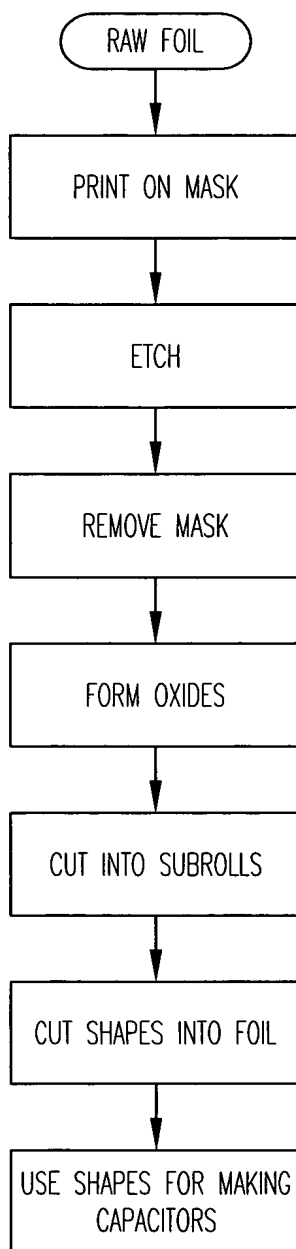 RAW FOIL
PRINT ON MASK
ETCH
REMOVE MASK
FORM OXIDES
CUT INTO SUBROLLS
CUT SHAPES INTO FOIL
USE SHAPES FOR MAKING
CAPACITORS